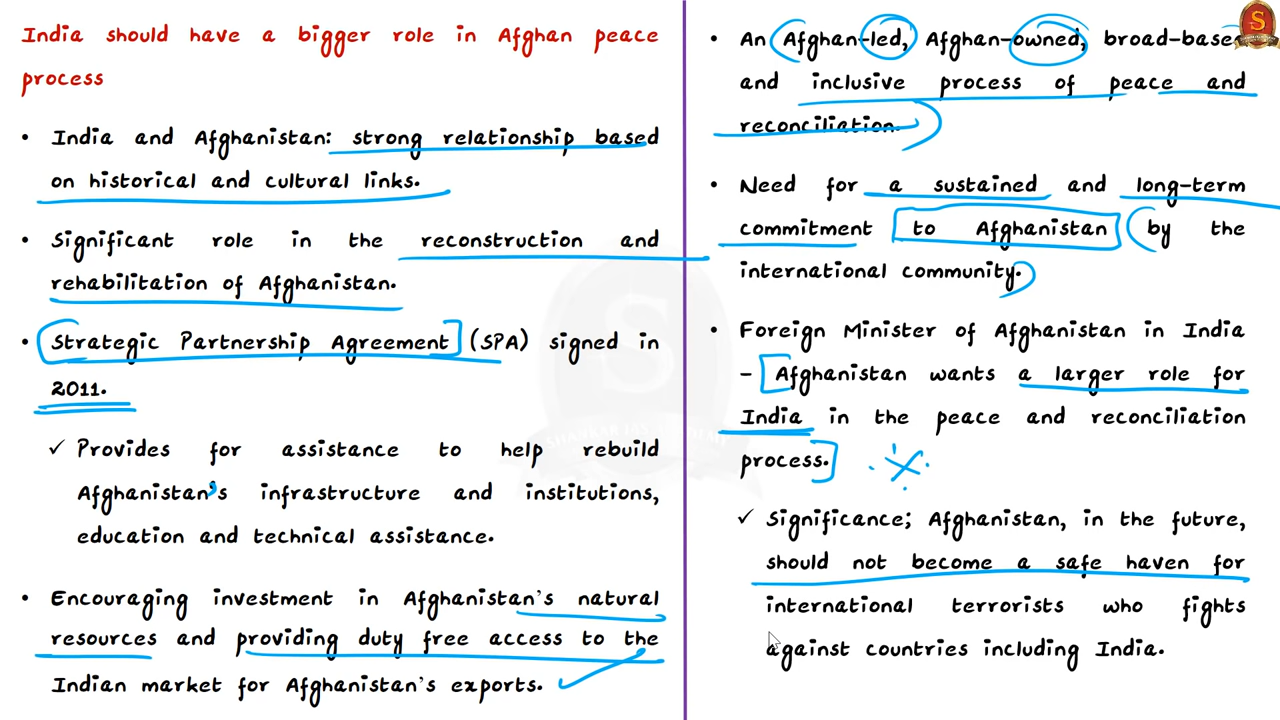 India should have a bigger role in Afghan peace
process
• India and Afghanistan: strong relationship based
on historical and cultural links.
• Significant role in the reconstruction and
rehabilitation of Afghanistan.
• Strategic Partnership Agreement (SPA) signed in
2011.
✓ Provides for assistance to help rebuild
Afghanistan's infrastructure and institutions,
education and technical assistance.
• Encouraging investment in Afghanistan's natural
resources and providing duty free access to the
Indian market for Afghanistan's exports.
• An Afghan-led, Afghan-owned, broad-base
and inclusive process of peace and
reconciliation.
• Need for a sustained and long-term
commitment to Afghanistan by the
international community.
• Foreign Minister of Afghanistan in India
- Afghanistan wants a larger role for
India in the peace and reconciliation
process.
✓ Significance; Afghanistan, in the future,
should not become a safe haven for
international terrorists who fights
against countries including India.
S